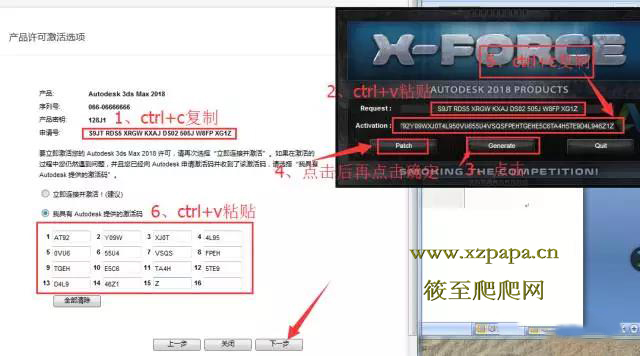 产品许可激活选项
产品: Autodesk 3ds Max 2018
序列号: 066-06666666
产品密钥: 128J1
1、ctrl+c复制
申请号: S9JT RDS5 XRGW KXAJ DS02 505J W8FP XG1Z
要立即激活您的 Autodesk 3ds Max 2018 许可，请再次选择“立即连接并激活”。如果在激活的
过程中您仍然遇到问题，并且您已经向 Autodesk 申请激活码并收到了该激活码，请选择“我具有
Autodesk 提供的激活码”。
立即连接并激活！(建议)
我具有 Autodesk 提供的激活码
6、ctrl+v粘贴
1 AT92 2 Y09W 3 XJ0T 4 4L95
5 0VU6 6 55U4 7 VSQS 8 FPEH
9 TGEH 10 E5C6 11 TA4H 12 5TE9
13 D4L9 14 46Z1 15 Z 16
全部清除
上一步 关闭 下一步
X-FORCE
5、ctrl+c复制
2、ctrl+v粘贴
AUTODESK 2018 PRODUCTS
Request : S9JT RDS5 XRGW KXAJ DS02 505J W8FP XG1Z
Activation :
Patch Generate Quit
4、点击后再点击确定
3、点击
SMOKING THE COMPETITION!
www.xzpapa.cn
筱至爬爬网